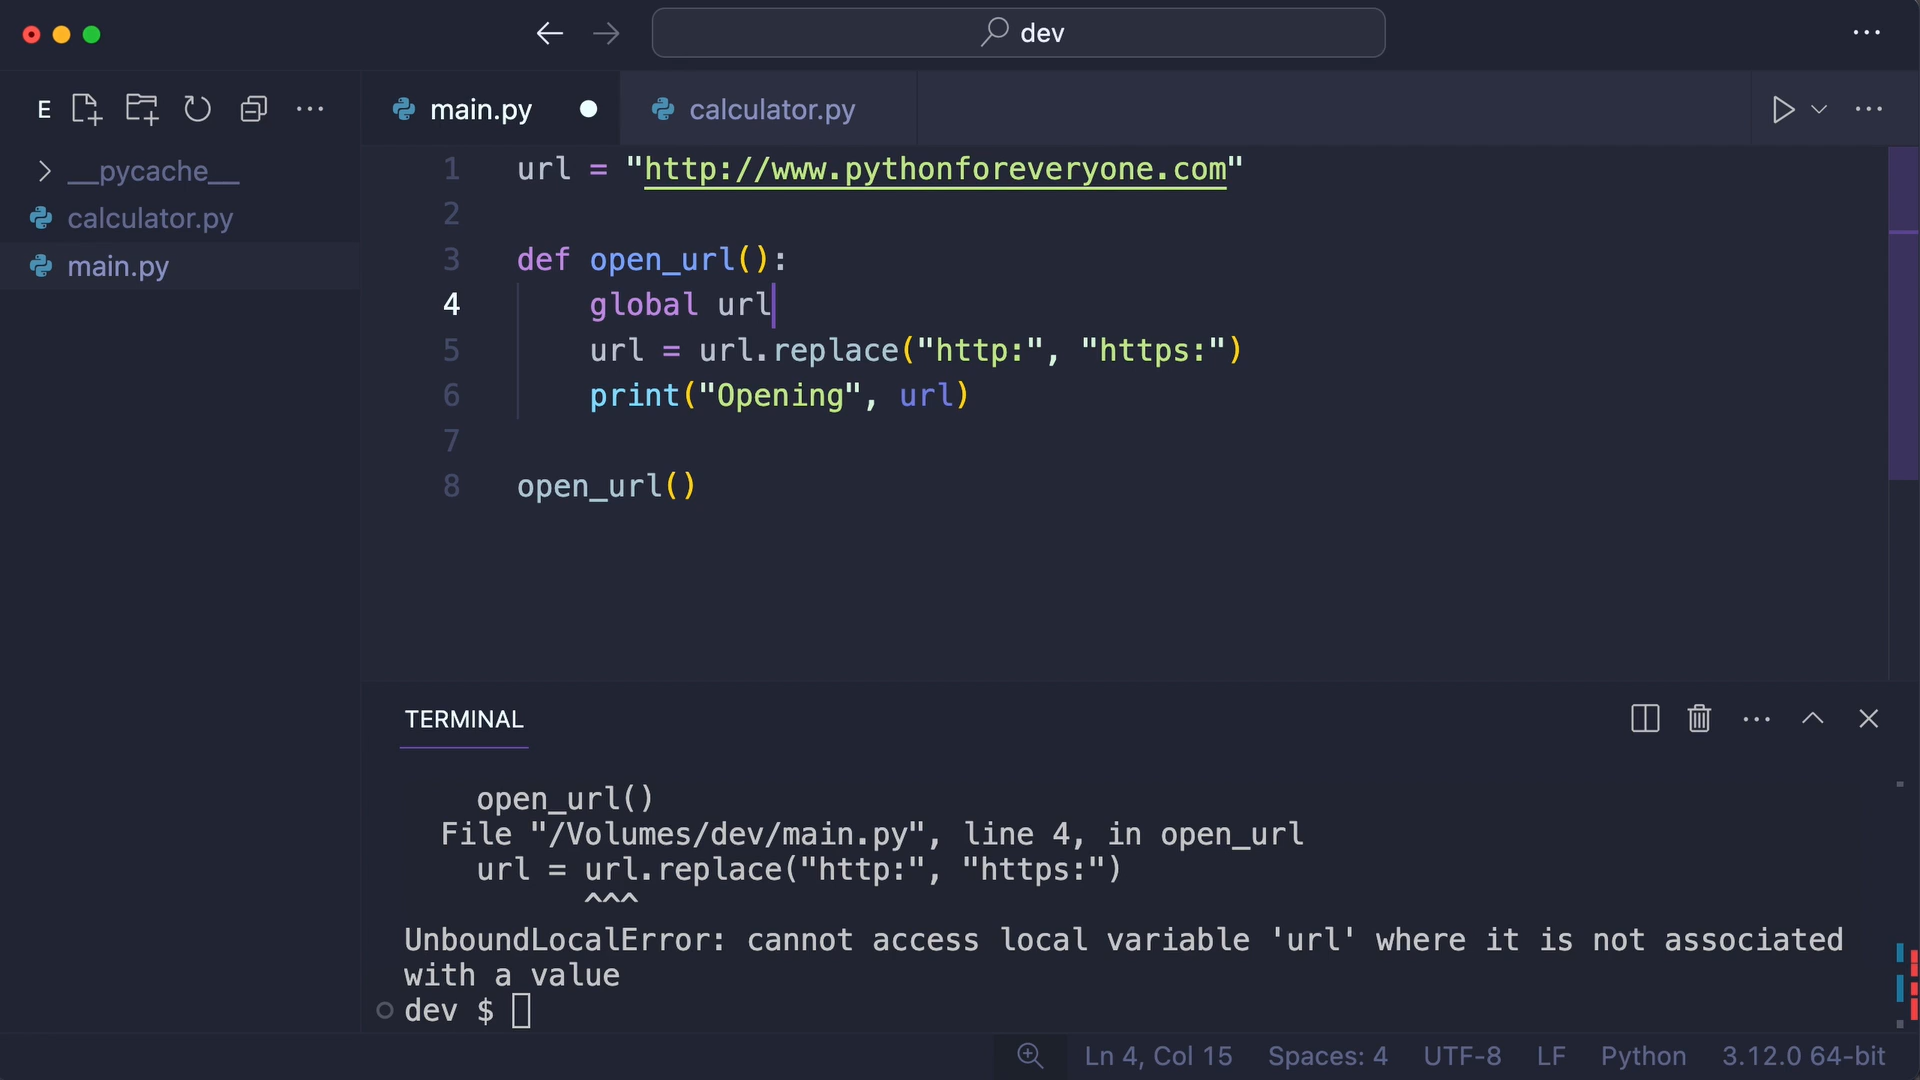 dev
E
main.py
calculator.py
__pycache__
calculator.py
main.py
1 url = "http://www.pythonforeveryone.com"
2
3 def open_url():
4     global url
5     url = url.replace("http:", "https:")
6     print("Opening", url)
7
8 open_url()
TERMINAL
open_url()
File "/Volumes/dev/main.py", line 4, in open_url
url = url.replace("http:", "https:")
^^^
UnboundLocalError: cannot access local variable 'url' where it is not associated
with a value
dev $
Ln 4, Col 15 Spaces: 4 UTF-8 LF Python 3.12.0 64-bit